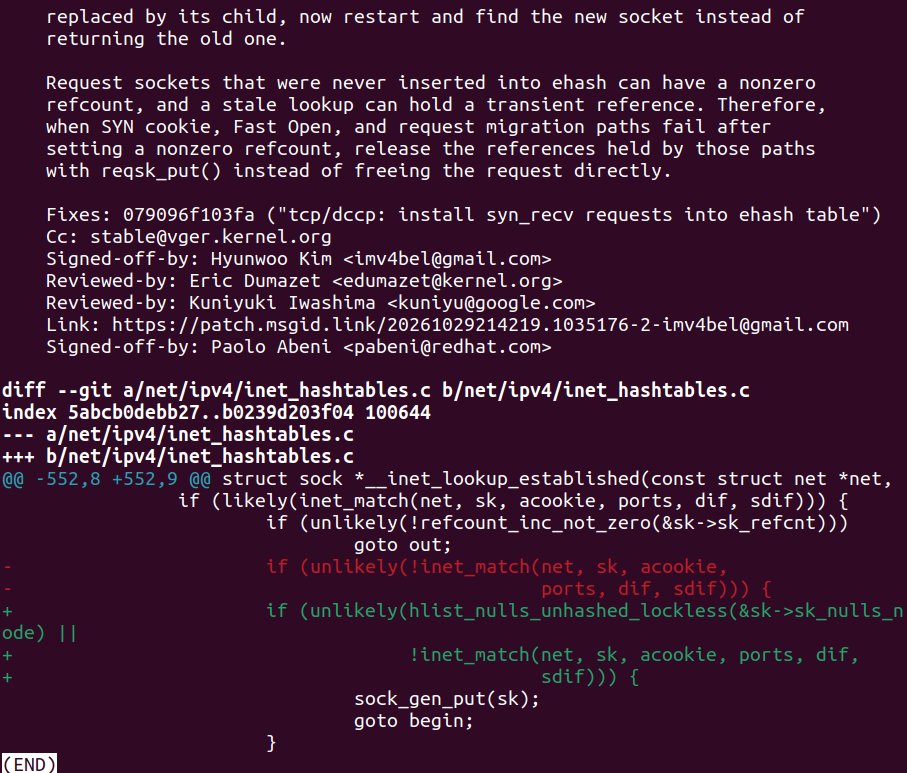 replaced by its child, now restart and find the new socket instead of
returning the old one.
Request sockets that were never inserted into ehash can have a nonzero
refcount, and a stale lookup can hold a transient reference. Therefore,
when SYN cookie, Fast Open, and request migration paths fail after
setting a nonzero refcount, release the references held by those paths
with reqsk_put() instead of freeing the request directly.
Fixes: 079096f103fa ("tcp/dccp: install syn_recv requests into ehash table")
Cc: stable@vger.kernel.org
Signed-off-by: Hyunwoo Kim <imv4bel@gmail.com>
Reviewed-by: Eric Dumazet <edumazet@kernel.org>
Reviewed-by: Kuniyuki Iwashima <kuniyu@google.com>
Link: https://patch.msgid.link/20261029214219.1035176-2-imv4bel@gmail.com
Signed-off-by: Paolo Abeni <pabeni@redhat.com>
diff --git a/net/ipv4/inet_hashtables.c b/net/ipv4/inet_hashtables.c
index 5abcb0debb27..b0239d203f04 100644
--- a/net/ipv4/inet_hashtables.c
+++ b/net/ipv4/inet_hashtables.c
@@ -552,8 +552,9 @@ struct sock *__inet_lookup_established(const struct net *net,
                if (likely(inet_match(net, sk, acookie, ports, dif, sdif))) {
                        if (unlikely(!refcount_inc_not_zero(&sk->sk_refcnt)))
                                goto out;
-                       if (unlikely(!inet_match(net, sk, acookie,
-                                                ports, dif, sdif))) {
+                       if (unlikely(hlist_nulls_unhashed_lockless(&sk->sk_nulls_n
ode) ||
+                                    !inet_match(net, sk, acookie, ports, dif,
+                                                sdif))) {
                                sock_gen_put(sk);
                                goto begin;
                        }
(END)